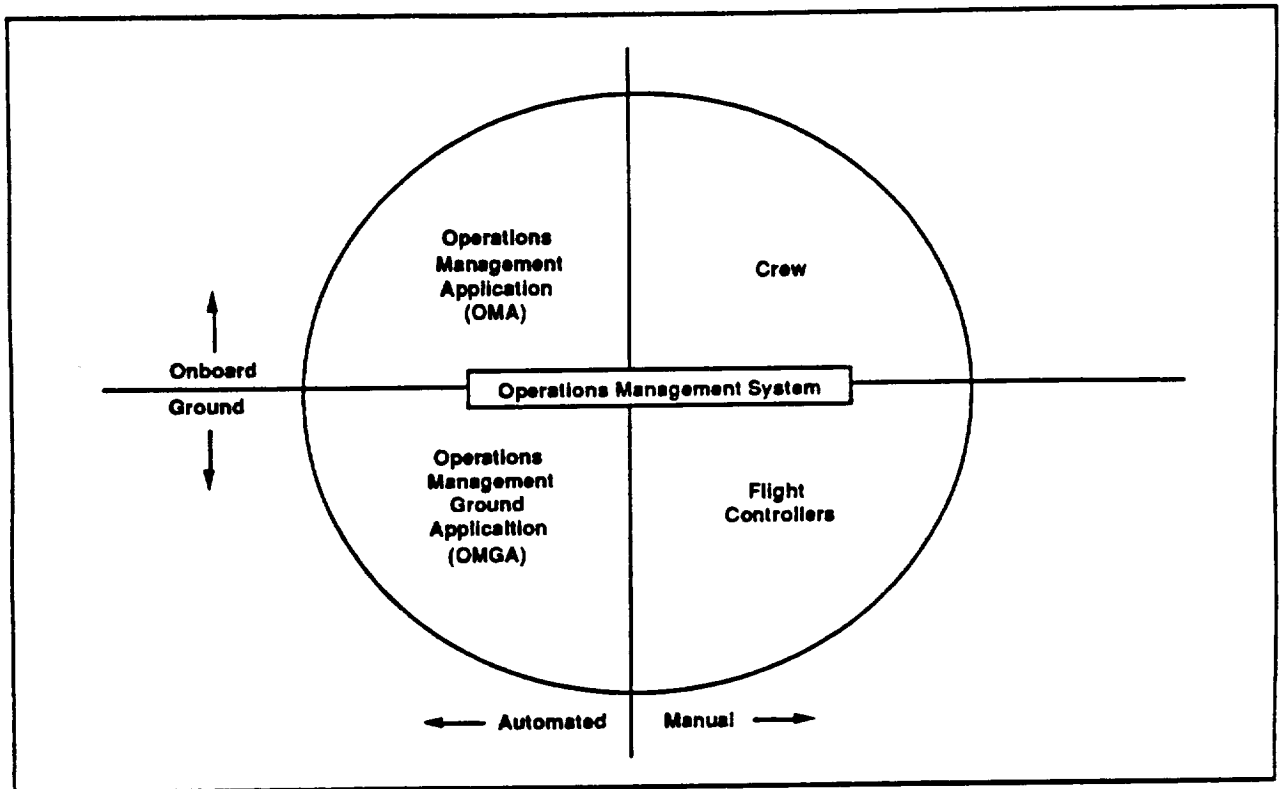 Operations
Management
Application
(OMA)
Crew
Onboard
Ground
Operations Management System
Operations
Management
Ground
Applicaltion
(OMGA)
Flight
Controllers
Automated
Manual